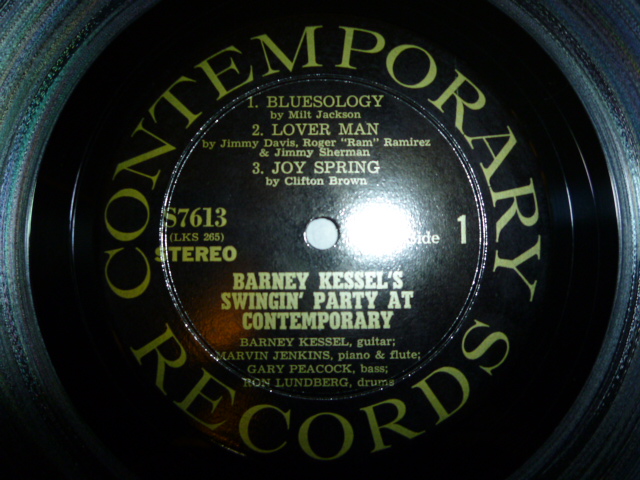 CONTEMPORARY
1. BLUESOLOGY
by Milt Jackson
2. LOVER MAN
by Jimmy Davis, Roger "Ram" Ramirez
& Jimmy Sherman
3. JOY SPRING
by Clifton Brown
S7613
(LKS 265)
STEREO
Side 1
BARNEY KESSEL'S
SWINGIN' PARTY AT
CONTEMPORARY
BARNEY KESSEL, guitar;
MARVIN JENKINS, piano & flute;
GARY PEACOCK, bass;
RON LUNDBERG, drums
RECORDS